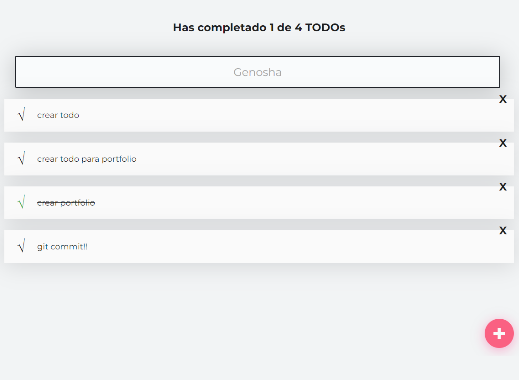 Has completado 1 de 4 TODOs
Genosha
X
√ crear todo
X
√ crear todo para portfolio
X
√ crear portfolio
X
√ git commit!!
+